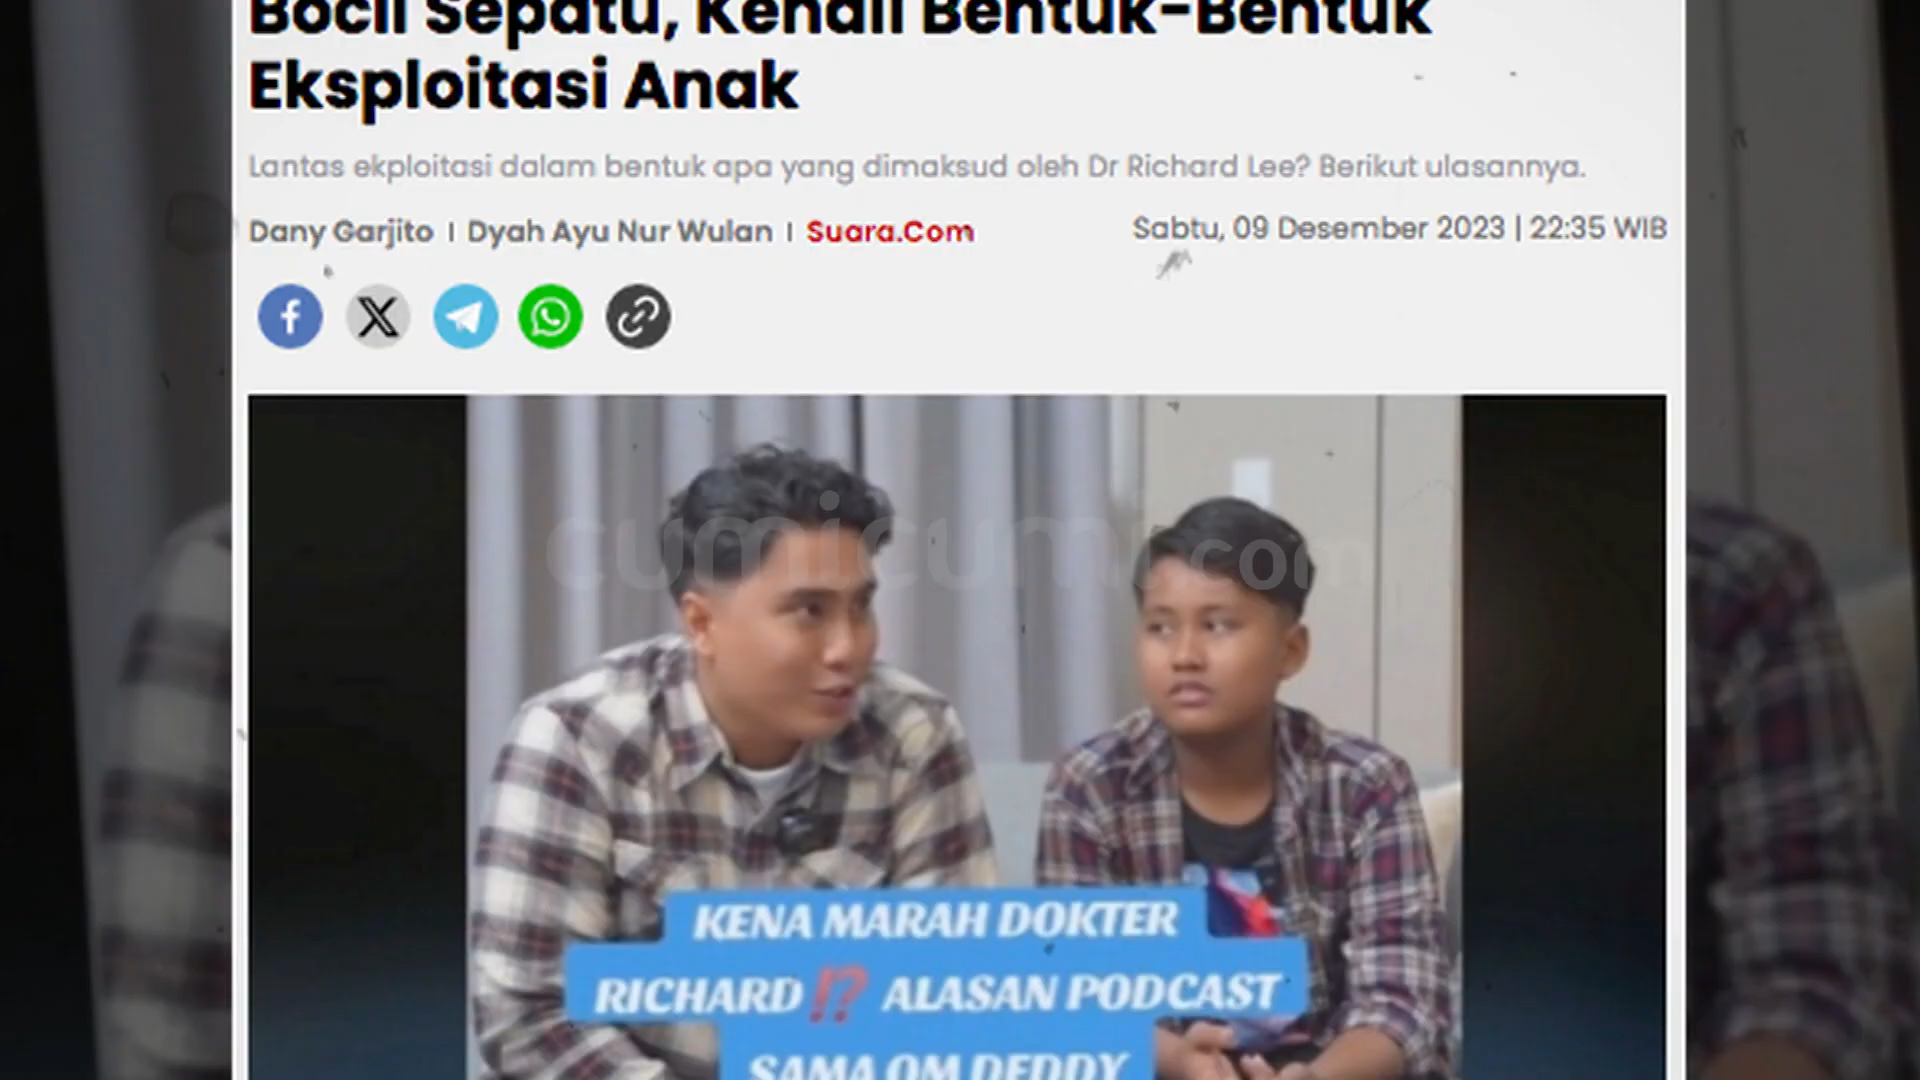 Bocil Sepatu, Kenali Bentuk-Bentuk
Eksploitasi Anak
Lantas ekploitasi dalam bentuk apa yang dimaksud oleh Dr Richard Lee? Berikut ulasannya.
Dany Garjito | Dyah Ayu Nur Wulan | Suara.Com
Sabtu, 09 Desember 2023 | 22:35 WIB
cumicumi.com
KENA MARAH DOKTER
RICHARD⁉️ ALASAN PODCAST
SAMA OM DEDDY